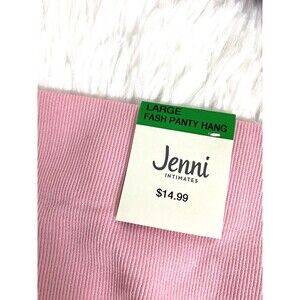 LARGE
FASH PANTY HANG
Jenni
INTIMATES
$14.99